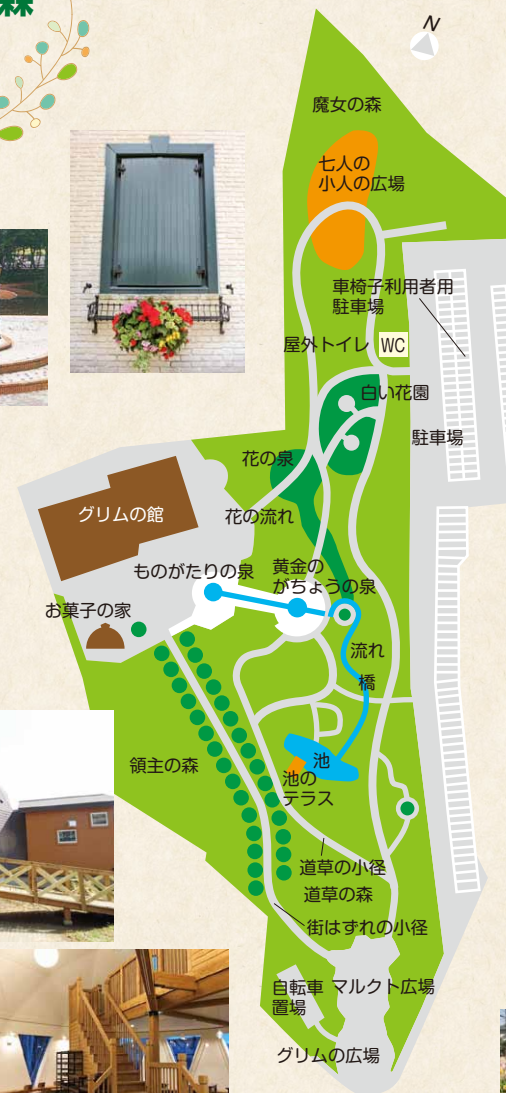 森
N
魔女の森
七人の
小人の広場
車椅子利用者用
駐車場
屋外トイレ WC
白い花園
駐車場
花の泉
グリムの館
花の流れ
ものがたりの泉
黄金の
がちょうの泉
お菓子の家
流れ
橋
領主の森
池
池の
テラス
道草の小径
道草の森
街はずれの小径
自転車
置場
マルクト広場
グリムの広場